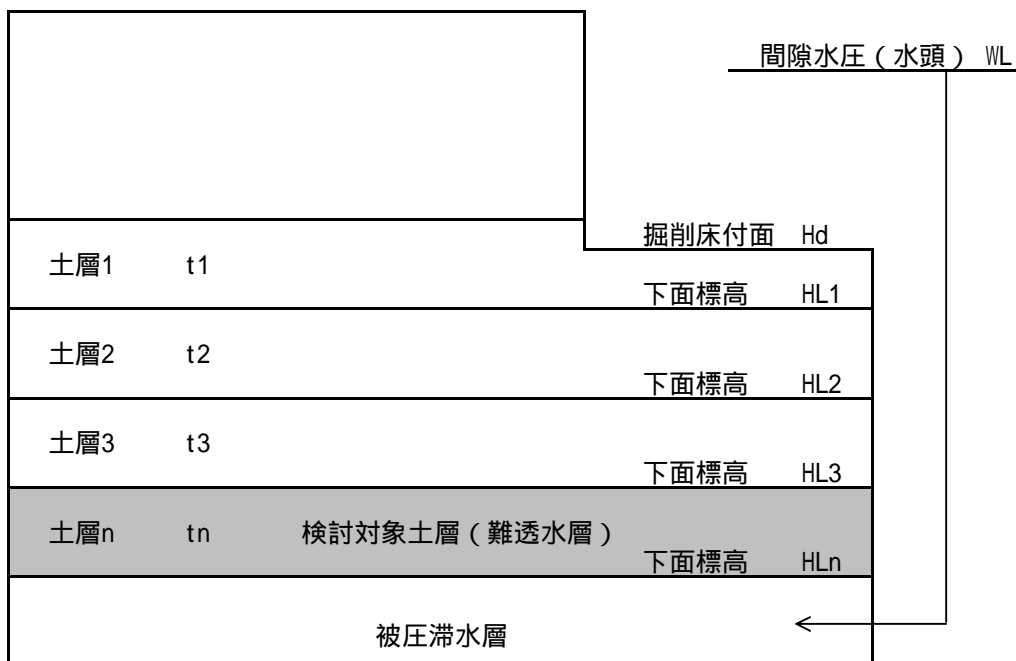 間隙水圧(水頭) WL
掘削床付面 Hd
土層1 t1
下面標高 HL1
土層2 t2
下面標高 HL2
土層3 t3
下面標高 HL3
土層n tn 検討対象土層(難透水層)
下面標高 HLn
被圧滞水層